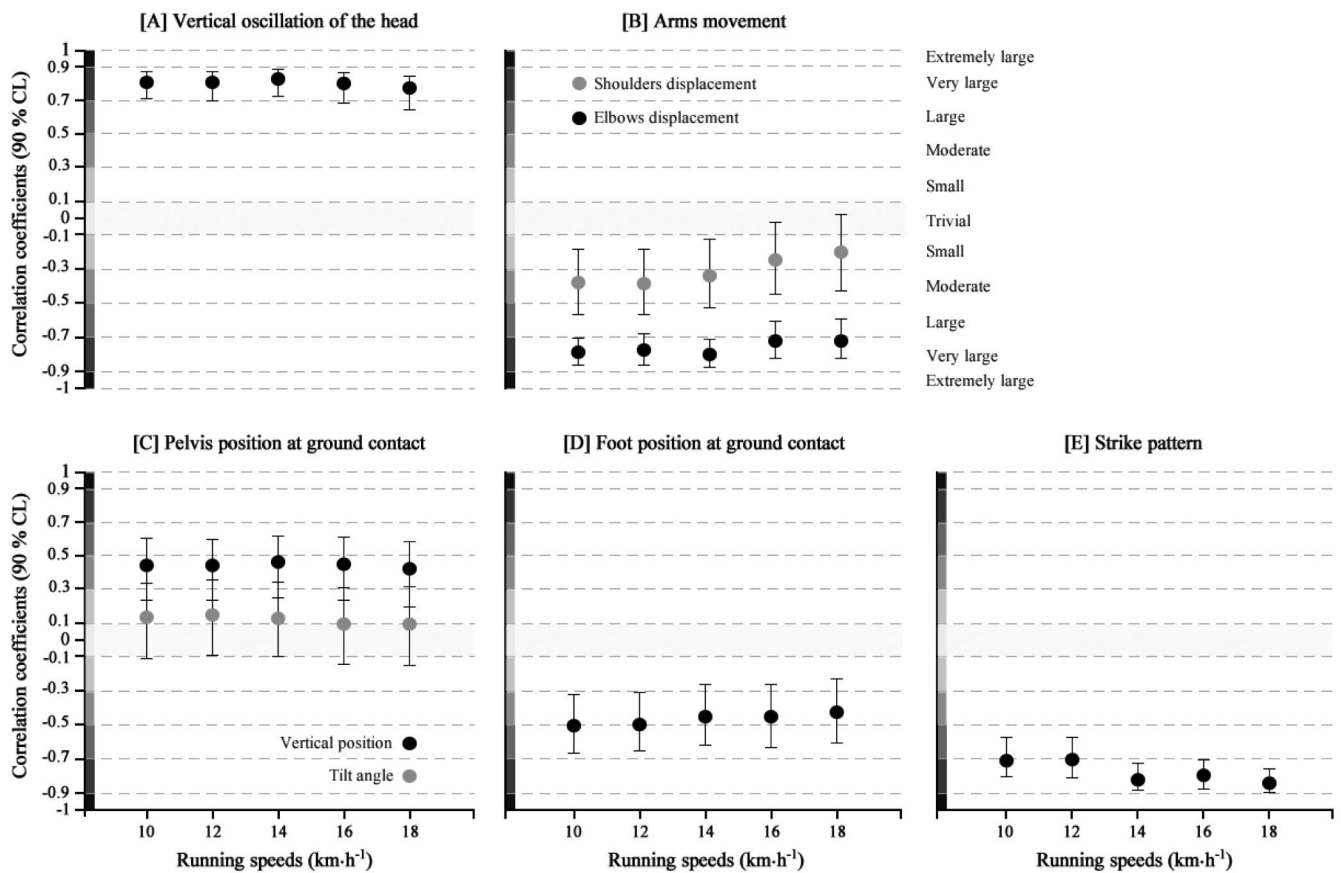 [A] Vertical oscillation of the head
[B] Arms movement
Correlation coefficients (90 % CL)
1
0.9
0.7
0.5
0.3
0.1
0
-0.1
-0.3
-0.5
-0.7
-0.9
-1
Shoulders displacement
Elbows displacement
Extremely large
Very large
Large
Moderate
Small
Trivial
Small
Moderate
Large
Very large
Extremely large
[C] Pelvis position at ground contact
[D] Foot position at ground contact
[E] Strike pattern
Correlation coefficients (90 % CL)
1
0.9
0.7
0.5
0.3
0.1
0
-0.1
-0.3
-0.5
-0.7
-0.9
-1
Vertical position
Tilt angle
10 12 14 16 18
10 12 14 16 18
10 12 14 16 18
Running speeds (km·h⁻¹)
Running speeds (km·h⁻¹)
Running speeds (km·h⁻¹)